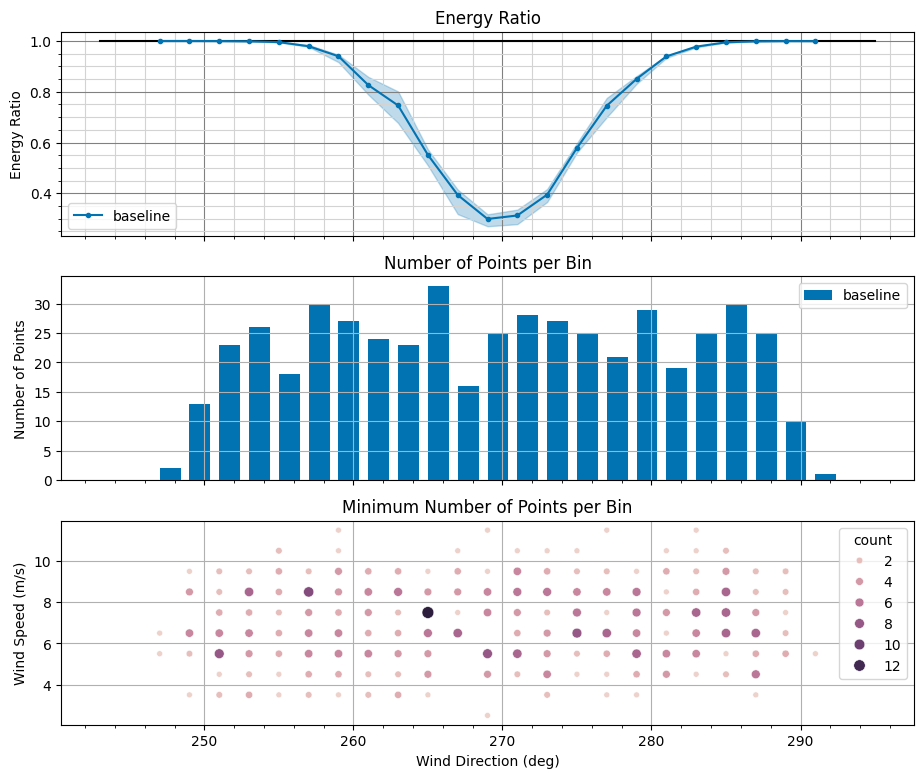 Energy Ratio
1.0
0.8
0.6
0.4
Energy Ratio
baseline
Number of Points per Bin
30
25
20
15
10
5
0
Number of Points
baseline
Minimum Number of Points per Bin
10
8
6
4
Wind Speed (m/s)
count
2
4
6
8
10
12
250 260 270 280 290
Wind Direction (deg)